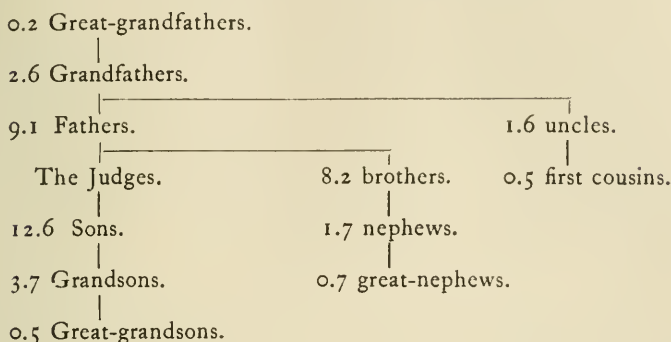 0.2 Great-grandfathers.
2.6 Grandfathers.
9.1 Fathers. 1.6 uncles.
The Judges. 8.2 brothers. 0.5 first cousins.
12.6 Sons. 1.7 nephews.
3.7 Grandsons. 0.7 great-nephews.
0.5 Great-grandsons.